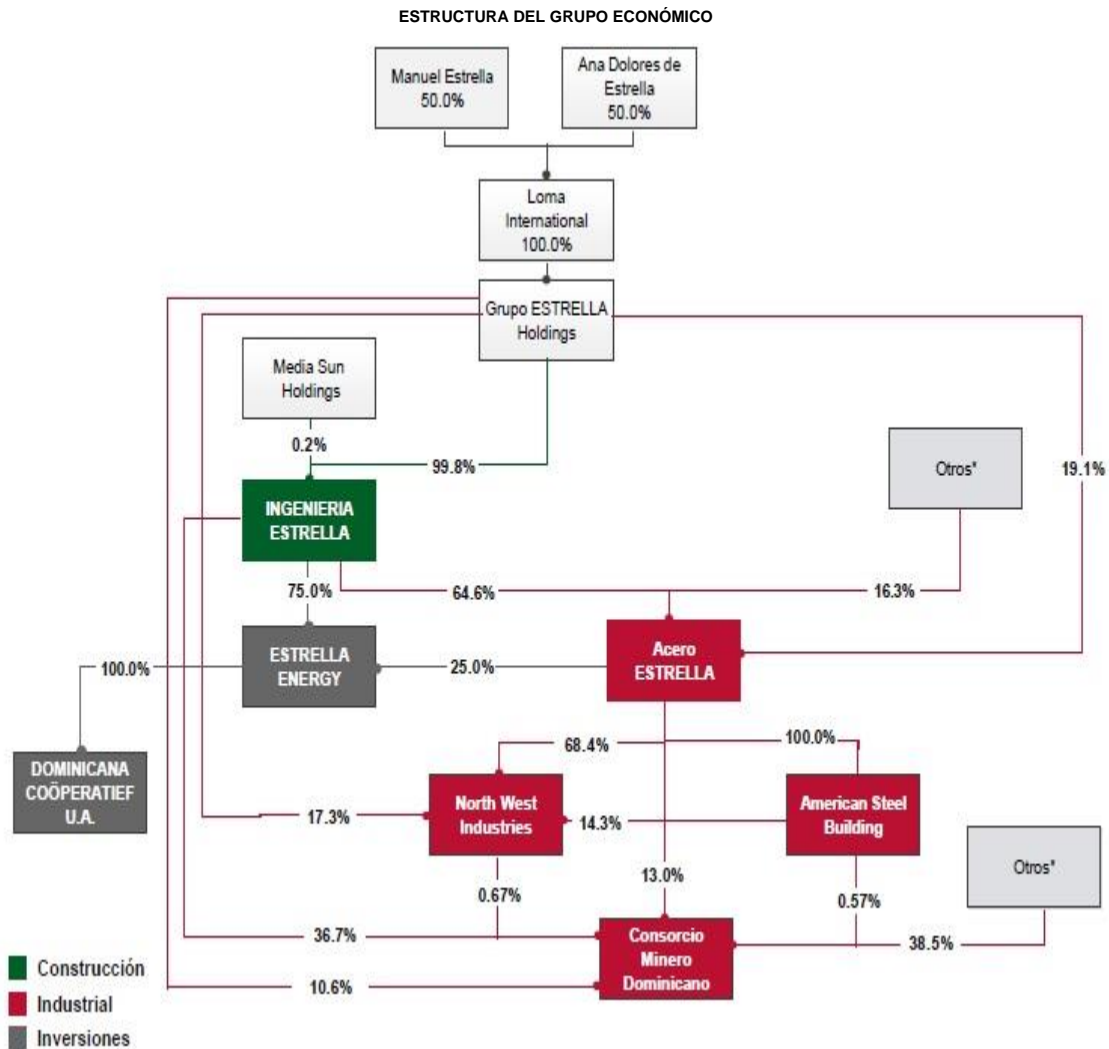 ESTRUCTURA DEL GRUPO ECONÓMICO
Manuel Estrella
50.0%
Ana Dolores de
Estrella
50.0%
Loma
International
100.0%
Grupo ESTRELLA
Holdings
Media Sun
Holdings
0.2%
99.8%
Otros*
19.1%
INGENIERIA
ESTRELLA
75.0%
64.6%
16.3%
ESTRELLA
ENERGY
Acero
ESTRELLA
100.0%
25.0%
68.4%
100.0%
DOMINICANA
COÖPERATIEF
U.A.
North West
Industries
American Steel
Building
17.3%
14.3%
Otros*
13.0%
0.67%
0.57%
36.7%
Consorcio
Minero
Dominicano
38.5%
10.6%
Construcción
Industrial
Inversiones